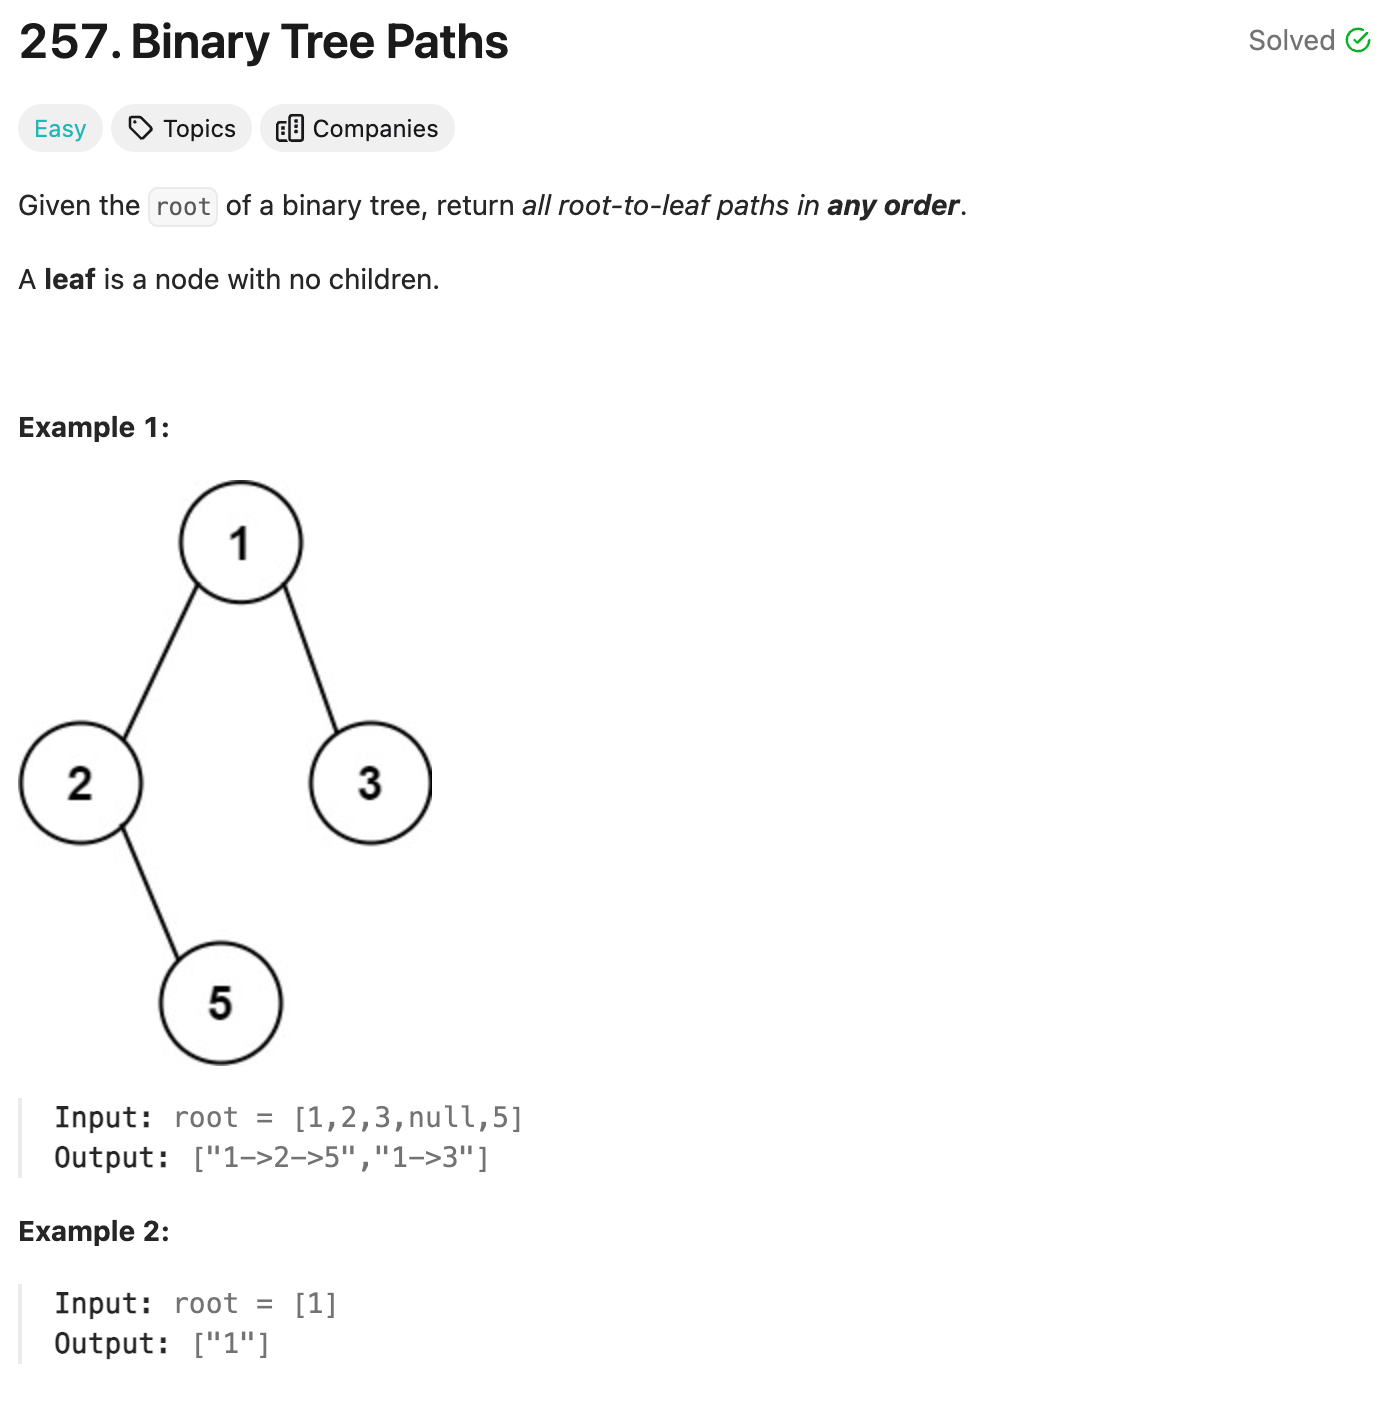 257. Binary Tree Paths
Solved
Easy
Topics
Companies
Given the root of a binary tree, return all root-to-leaf paths in any order.
A leaf is a node with no children.
Example 1:
1
2
3
5
Input: root = [1,2,3,null,5]
Output: ["1->2->5","1->3"]
Example 2:
Input: root = [1]
Output: ["1"]